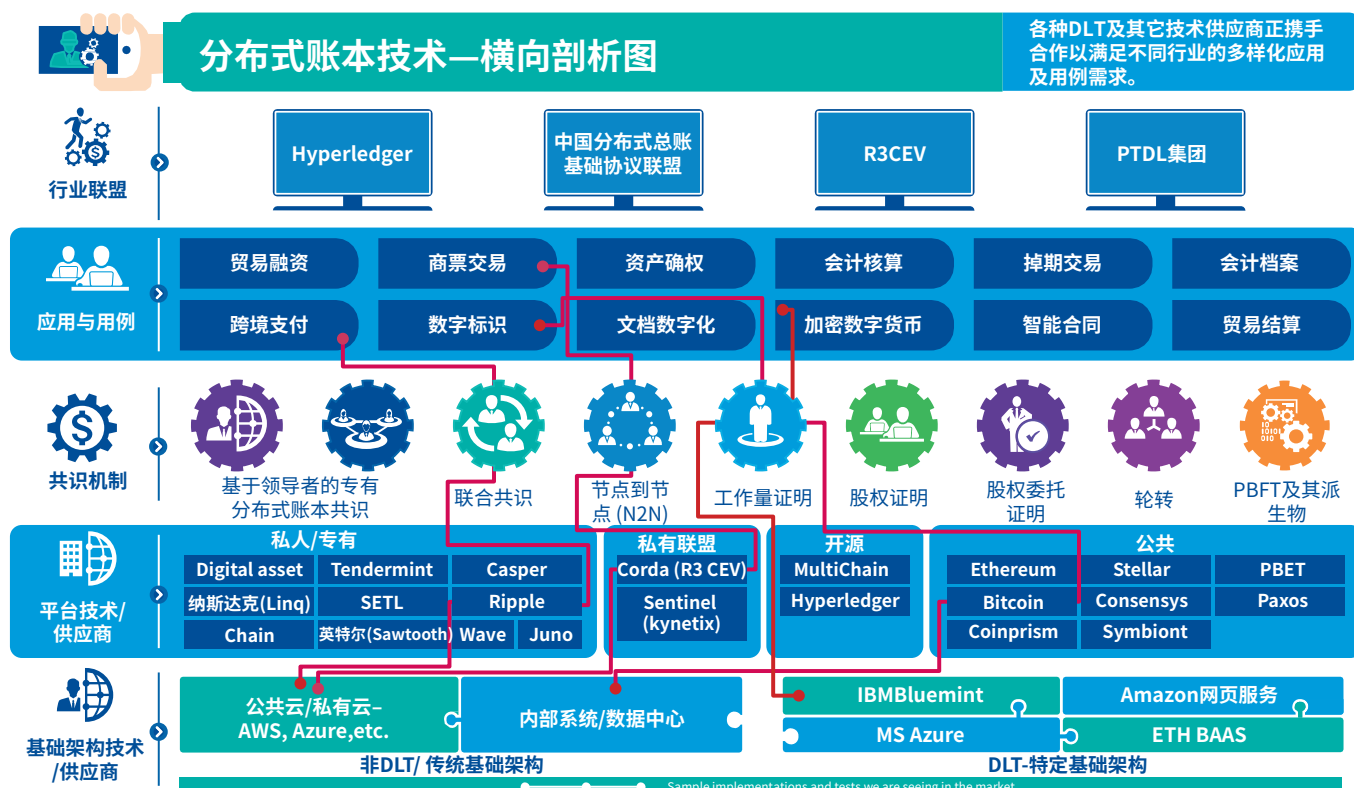 分布式账本技术—横向剖析图
各种DLT及其它技术供应商正携手
合作以满足不同行业的多样化应用
及用例需求。
行业联盟
Hyperledger
中国分布式总账
基础协议联盟
R3CEV
PTDL集团
应用与用例
贸易融资
商票交易
资产确权
会计核算
掉期交易
会计档案
跨境支付
数字标识
文档数字化
加密数字货币
智能合同
贸易结算
共识机制
基于领导者的专有
分布式账本共识
联合共识
节点到节
点 (N2N)
工作量证明
股权证明
股权委托
证明
轮转
PBFT及其派
生物
平台技术/
供应商
私人/专有
Digital asset
Tendermint
Casper
纳斯达克(Linq)
SETL
Ripple
Chain
英特尔(Sawtooth)
Wave
Juno
私有联盟
Corda (R3 CEV)
Sentinel
(kynetix)
开源
MultiChain
Hyperledger
公共
Ethereum
Stellar
PBET
Bitcoin
Consensys
Paxos
Coinprism
Symbiont
基础架构技术
/供应商
公共云/私有云–
AWS, Azure,etc.
内部系统/数据中心
IBMBluemint
Amazon网页服务
MS Azure
ETH BAAS
非DLT/ 传统基础架构
DLT-特定基础架构
Sample implementations and tests we are seeing in the market